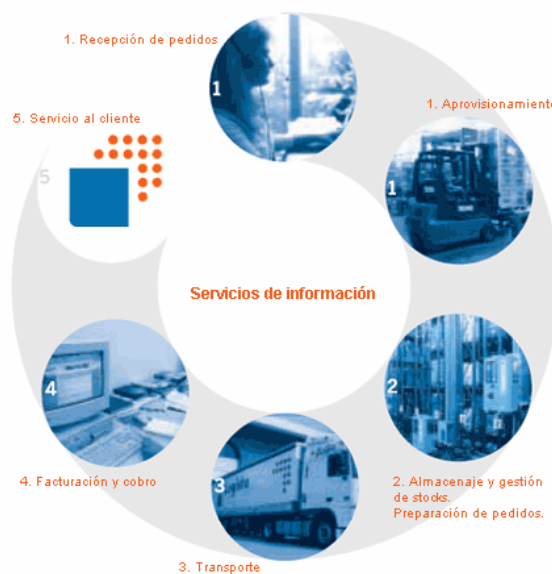 1. Recepción de pedidos
1
1. Aprovisionamiento
1
5. Servicio al cliente
5
Servicios de información
2
4
3
2. Almacenaje y gestión
de stocks.
Preparación de pedidos.
4. Facturación y cobro
3. Transporte